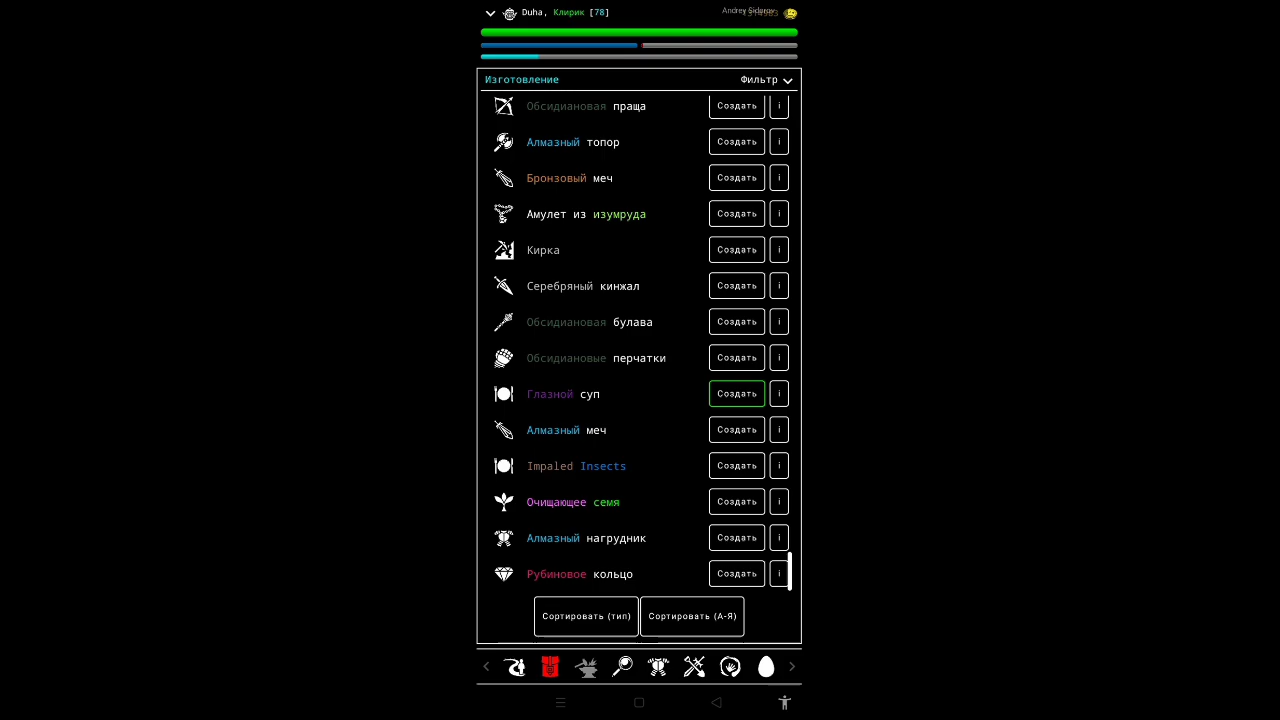 Duha, Клирик [78]
Andrey Sidorov
Изготовление Фильтр
Обсидиановая праща Создать i
Алмазный топор Создать i
Бронзовый меч Создать i
Амулет из изумруда Создать i
Кирка Создать i
Серебряный кинжал Создать i
Обсидиановая булава Создать i
Обсидиановые перчатки Создать i
Глазной суп Создать i
Алмазный меч Создать i
Impaled Insects Создать i
Очищающее семя Создать i
Алмазный нагрудник Создать i
Рубиновое кольцо Создать i
Сортировать (тип) Сортировать (А-Я)